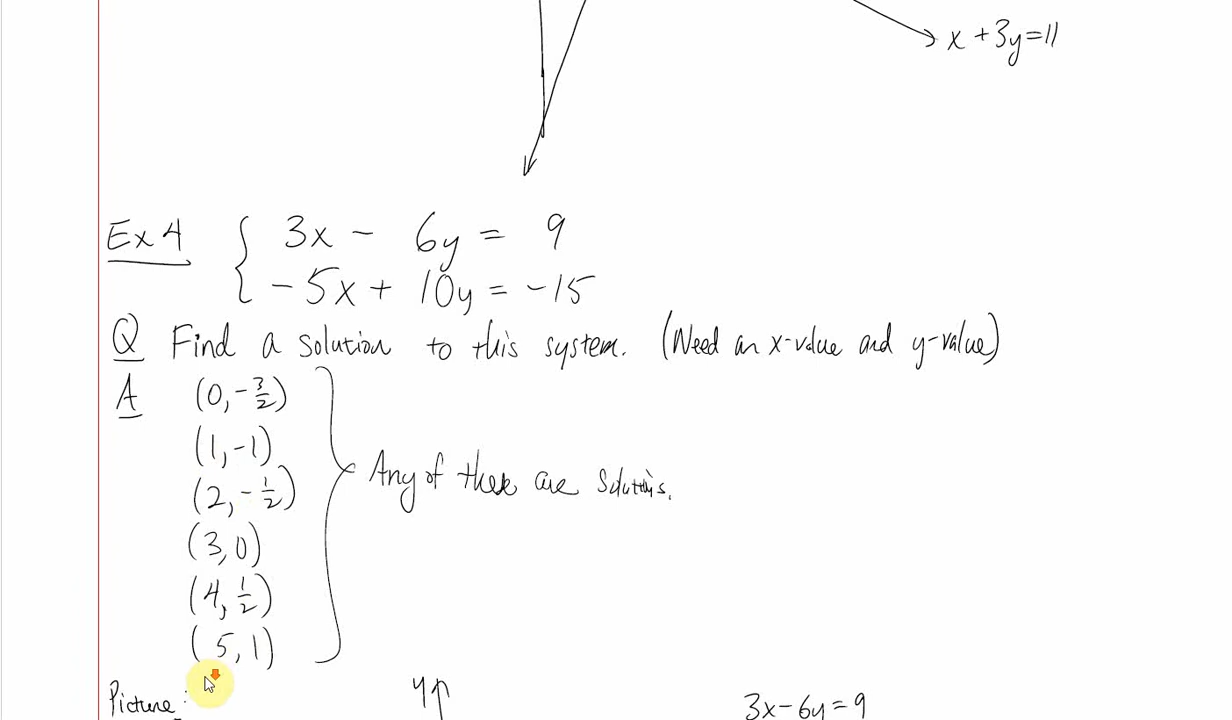 x + 3y = 11
Ex 4 { 3x - 6y = 9
-5x + 10y = -15
Q Find a solution to this system. (Need an x-value and y-value)
A (0, -3/2)
(1, -1)
(2, -1/2)
(3, 0)
(4, 1/2)
(5, 1)
Any of these are solutions.
Picture:
y
3x - 6y = 9